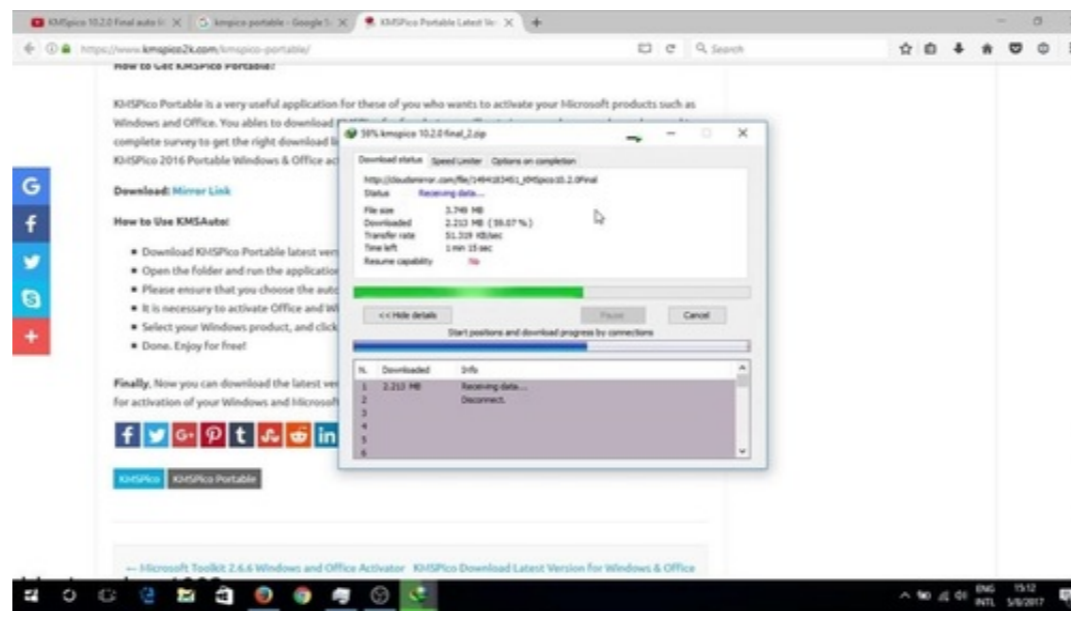 KMSpico 10.2.0 Final auto
kmpico portable - Google S
KMSPico Portable Latest Ver
https://www.kmspico2k.com/kmspico-portable/
Search
How to Get KMSPico Portable?
KMSPico Portable is a very useful application for these of you who wants to activate your Microsoft products such as
Windows and Office. You ables to download
complete survey to get the right download
KMSPico 2016 Portable Windows & Office
Download: Mirror Link
How to Use KMSAuto:
Download KMSPico Portable latest
Open the folder and run the application
Please ensure that you choose the
It is necessary to activate Office and
Select your Windows product, and click
Done. Enjoy for free!
Finally, Now you can download the latest
for activation of your Windows and
KMSPico
KMSPico Portable
← Microsoft Toolkit 2.6.6 Windows and Office Activator
KMSPico Download Latest Version for Windows & Office
59% kmspico 10.2.0 final_2.zip
Download status
Speed Limiter
Options on completion
Status Receiving data...
File size 3.749 MB
Downloaded 2.213 MB ( 59.07 % )
Transfer rate 51.319 KB/sec
Time left 1 min 15 sec
Resume capability No
<< Hide details
Pause
Cancel
Start positions and download progress by connections
N. Downloaded Info
1 2.213 MB Receiving data...
2 Disconnect.
3
4
5
6
ENG
INTL
15:12
5/8/2017